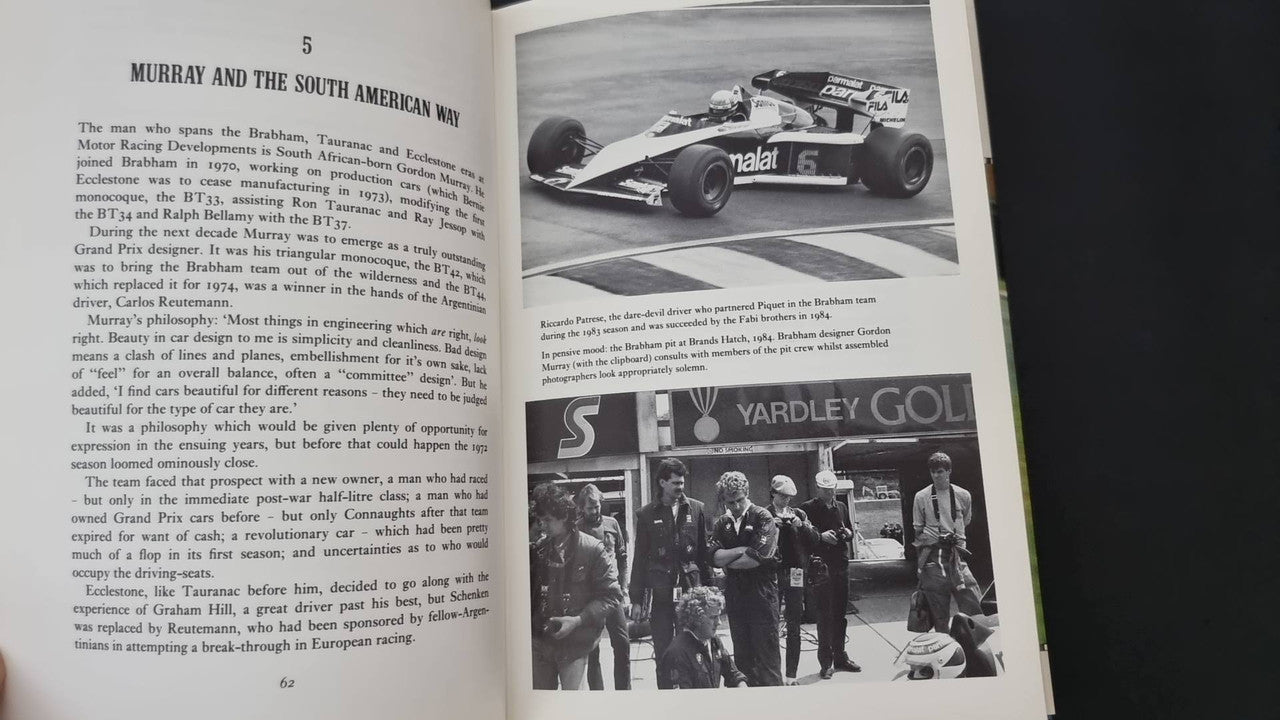 5
MURRAY AND THE SOUTH AMERICAN WAY
The man who spans the Brabham, Tauranac and Ecclestone eras at
Motor Racing Developments is South African-born Gordon Murray. He
joined Brabham in 1970, working on production cars (which Bernie
Ecclestone was to cease manufacturing in 1973), modifying the first
monocoque, the BT33, assisting Ron Tauranac and Ray Jessop with
the BT34 and Ralph Bellamy with the BT37.
During the next decade Murray was to emerge as a truly outstanding
Grand Prix designer. It was his triangular monocoque, the BT42, which
was to bring the Brabham team out of the wilderness and the BT44,
which replaced it for 1974, was a winner in the hands of the Argentinian
driver, Carlos Reutemann.
Murray's philosophy: 'Most things in engineering which are right, look
right. Beauty in car design to me is simplicity and cleanliness. Bad design
means a clash of lines and planes, embellishment for it's own sake, lack
of "feel" for an overall balance, often a "committee" design'. But he
added, 'I find cars beautiful for different reasons – they need to be judged
beautiful for the type of car they are.'
It was a philosophy which would be given plenty of opportunity for
expression in the ensuing years, but before that could happen the 1972
season loomed ominously close.
The team faced that prospect with a new owner, a man who had raced
– but only in the immediate post-war half-litre class; a man who had
owned Grand Prix cars before – but only Connaughts after that team
expired for want of cash; a revolutionary car – which had been pretty
much of a flop in its first season; and uncertainties as to who would
occupy the driving-seats.
Ecclestone, like Tauranac before him, decided to go along with the
experience of Graham Hill, a great driver past his best, but Schenken
was replaced by Reutemann, who had been sponsored by fellow-Argen-
tinians in attempting a break-through in European racing.
62
parmalat
FILA
FILA
MICHELIN
parmalat
malat 6
Riccardo Patrese, the dare-devil driver who partnered Piquet in the Brabham team
during the 1983 season and was succeeded by the Fabi brothers in 1984.
In pensive mood: the Brabham pit at Brands Hatch, 1984. Brabham designer Gordon
Murray (with the clipboard) consults with members of the pit crew whilst assembled
photographers look appropriately solemn.
YARDLEY GOL
NO SMOKING
parmalat